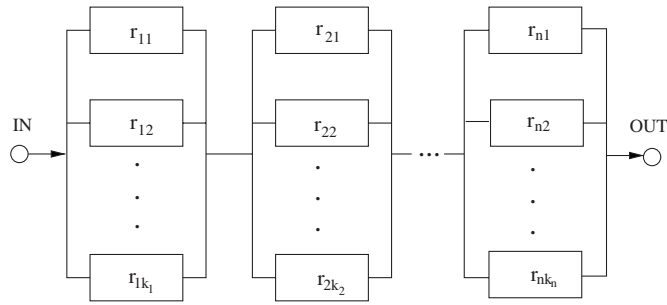 r₁₁ r₂₁ rₙ₁
IN r₁₂ r₂₂ rₙ₂ OUT
...
r₁ₖ₁ r₂ₖ₂ rₙₖₙ